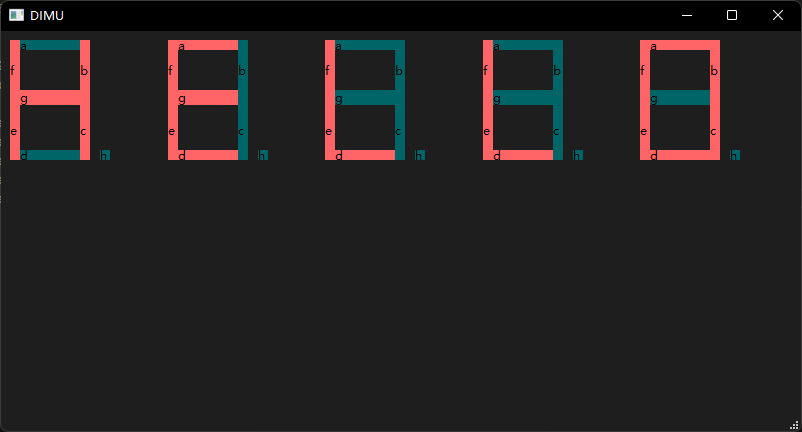 DIMU
a a a a a
f b f b f b f b f b
g g g g g
e c e c e c e c e c
d h d h d h d h d h